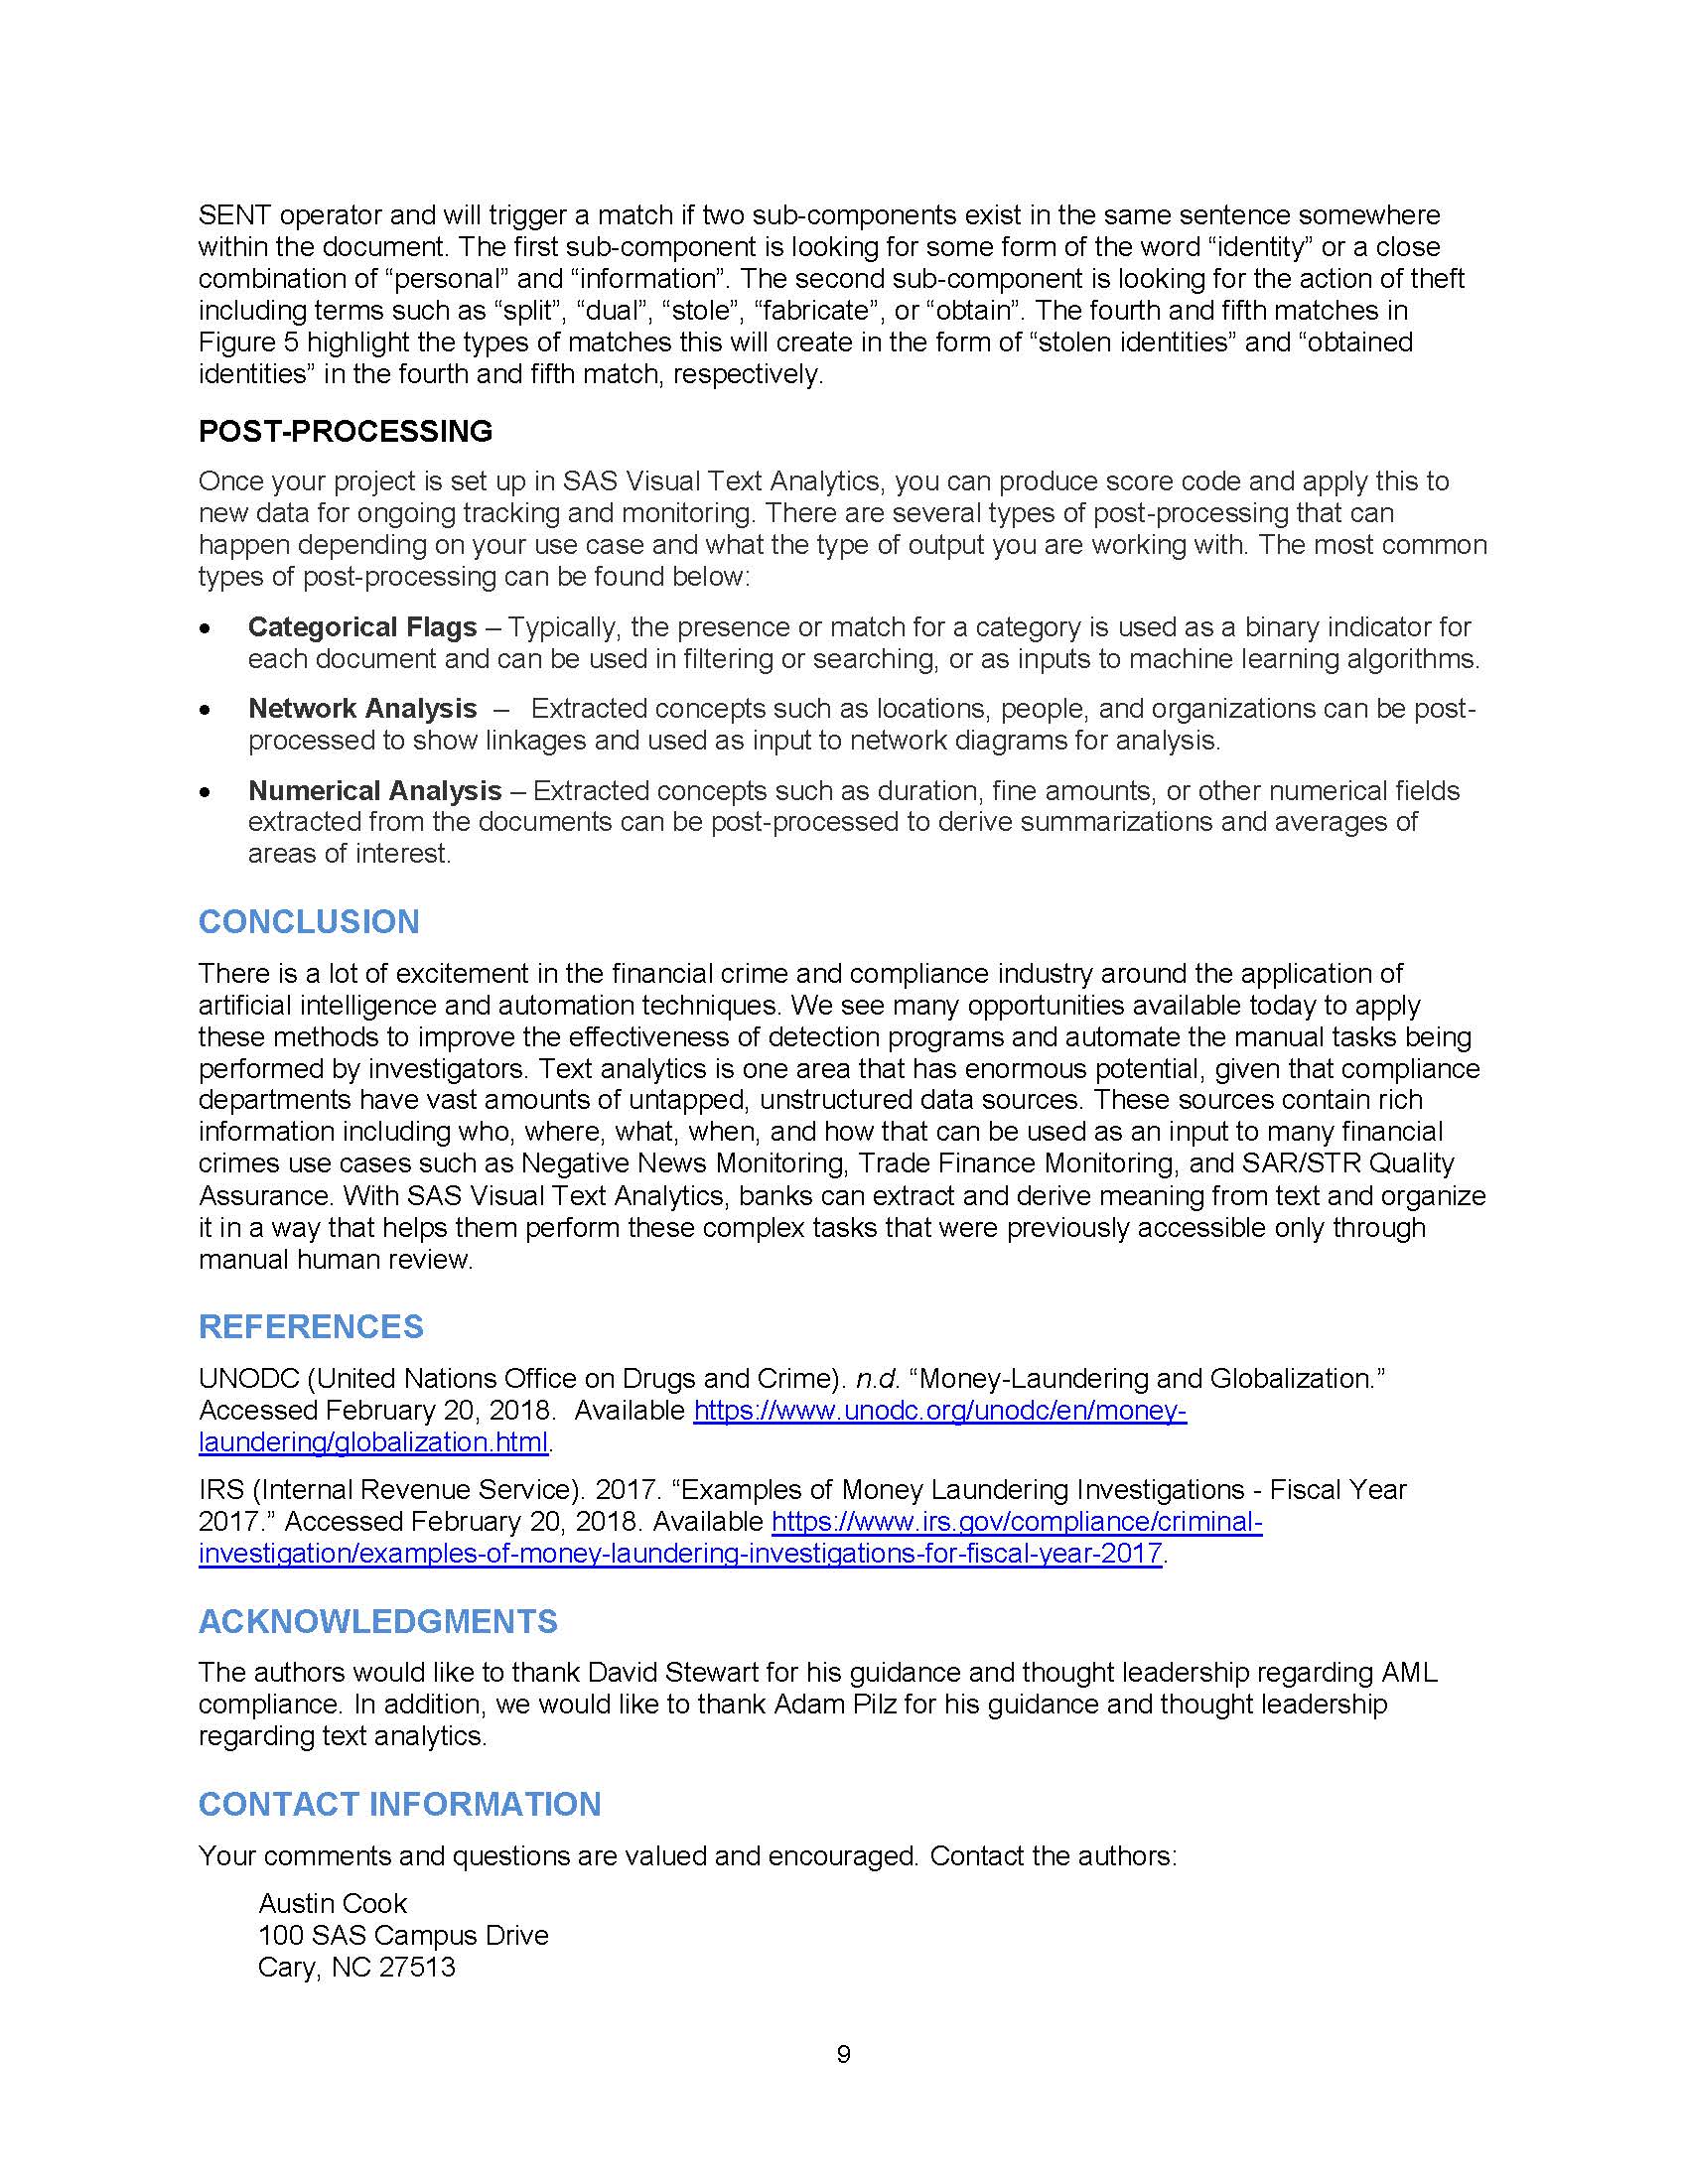 SENT operator and will trigger a match if two sub-components exist in the same sentence somewhere
within the document. The first sub-component is looking for some form of the word “identity” or a close
combination of “personal” and “information”. The second sub-component is looking for the action of theft
including terms such as “split”, “dual”, “stole”, “fabricate”, or “obtain”. The fourth and fifth matches in
Figure 5 highlight the types of matches this will create in the form of “stolen identities” and “obtained
identities” in the fourth and fifth match, respectively.
POST-PROCESSING
Once your project is set up in SAS Visual Text Analytics, you can produce score code and apply this to
new data for ongoing tracking and monitoring. There are several types of post-processing that can
happen depending on your use case and what the type of output you are working with. The most common
types of post-processing can be found below:
• Categorical Flags – Typically, the presence or match for a category is used as a binary indicator for
each document and can be used in filtering or searching, or as inputs to machine learning algorithms.
• Network Analysis – Extracted concepts such as locations, people, and organizations can be post-
processed to show linkages and used as input to network diagrams for analysis.
• Numerical Analysis – Extracted concepts such as duration, fine amounts, or other numerical fields
extracted from the documents can be post-processed to derive summarizations and averages of
areas of interest.
CONCLUSION
There is a lot of excitement in the financial crime and compliance industry around the application of
artificial intelligence and automation techniques. We see many opportunities available today to apply
these methods to improve the effectiveness of detection programs and automate the manual tasks being
performed by investigators. Text analytics is one area that has enormous potential, given that compliance
departments have vast amounts of untapped, unstructured data sources. These sources contain rich
information including who, where, what, when, and how that can be used as an input to many financial
crimes use cases such as Negative News Monitoring, Trade Finance Monitoring, and SAR/STR Quality
Assurance. With SAS Visual Text Analytics, banks can extract and derive meaning from text and organize
it in a way that helps them perform these complex tasks that were previously accessible only through
manual human review.
REFERENCES
UNODC (United Nations Office on Drugs and Crime). n.d. “Money-Laundering and Globalization.”
Accessed February 20, 2018. Available https://www.unodc.org/unodc/en/money-
laundering/globalization.html.
IRS (Internal Revenue Service). 2017. “Examples of Money Laundering Investigations - Fiscal Year
2017.” Accessed February 20, 2018. Available https://www.irs.gov/compliance/criminal-
investigation/examples-of-money-laundering-investigations-for-fiscal-year-2017.
ACKNOWLEDGMENTS
The authors would like to thank David Stewart for his guidance and thought leadership regarding AML
compliance. In addition, we would like to thank Adam Pilz for his guidance and thought leadership
regarding text analytics.
CONTACT INFORMATION
Your comments and questions are valued and encouraged. Contact the authors:
Austin Cook
100 SAS Campus Drive
Cary, NC 27513
9